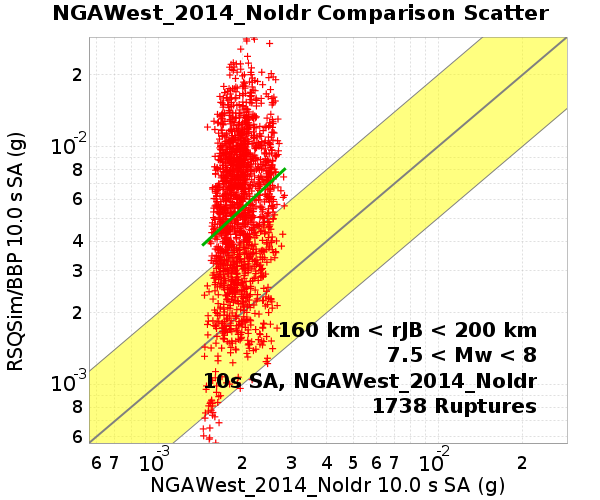 NGAWest_2014_NoIdr Comparison Scatter
RSQSim/BBP 10.0 s SA (g)
2
10-2
8
6
4
3
2
10-3
8
6
160 km < rJB < 200 km
7.5 < Mw < 8
10s SA, NGAWest_2014_NoIdr
1738 Ruptures
6 7 10-3 2 3 4 5 6 7 10-2 2
NGAWest_2014_NoIdr 10.0 s SA (g)